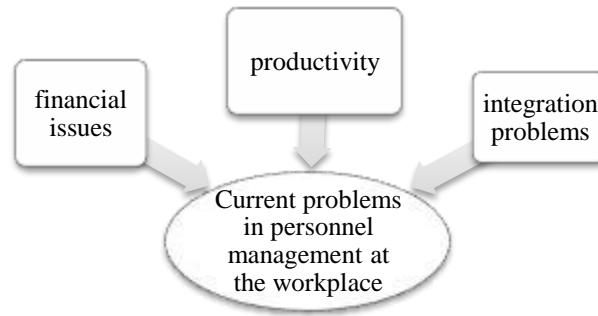 financial
issues
productivity
integration
problems
Current problems
in personnel
management at
the workplace